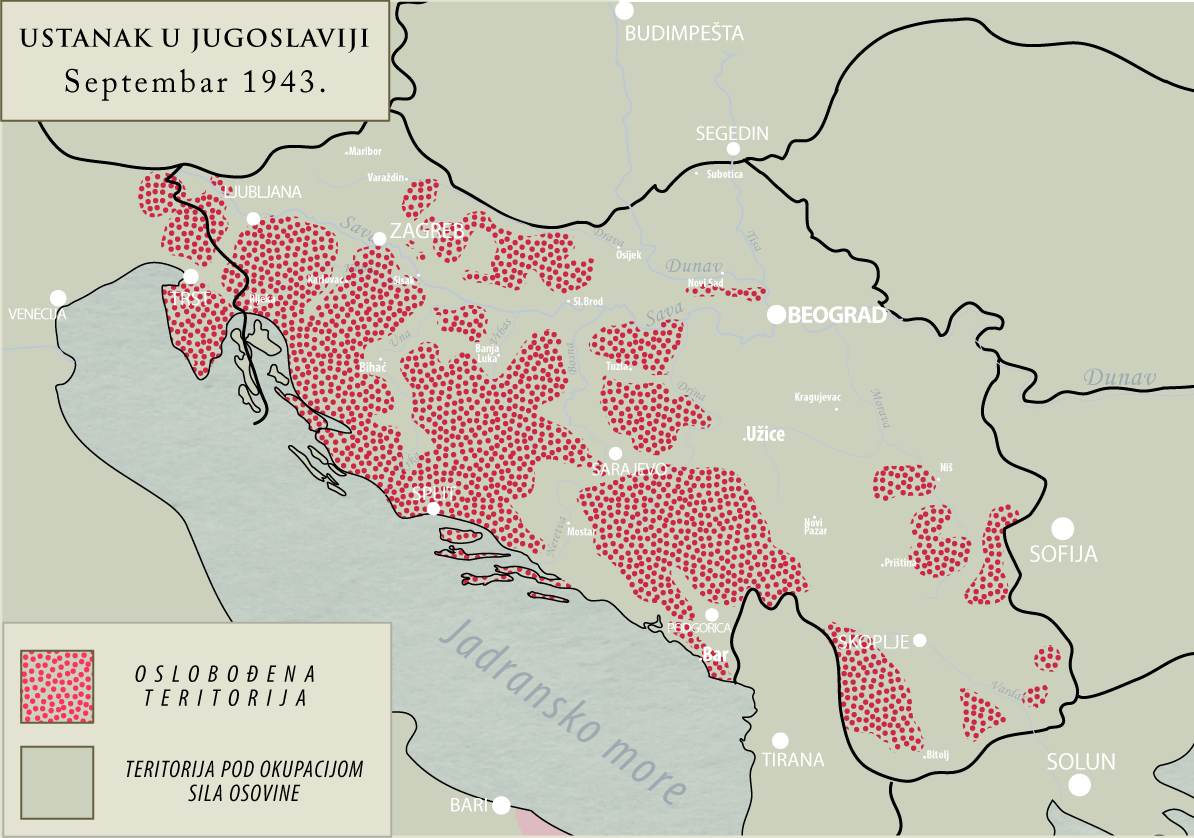 USTANAK U JUGOSLAVIJI
Septembar 1943.
BUDIMPEŠTA
SEGEDIN
Maribor
Subotica
Varaždin
LJUBLJANA
Sava
ZAGREB
Drava
Tisa
Osijek
Dunav
Karlovac
Sisak
Novi Sad
TRST
Rijeka
Sl.Brod
VENECIJA
Sava
BEOGRAD
Una
Vrbas
Banja
Luka
Bosna
Bihać
Tuzla
Dunav
Drina
Kragujevac
Morava
Užice
SARAJEVO
Niš
SPLIT
Neretva
Mostar
Novi
Pazar
SOFIJA
Priština
PODGORICA
SKOPLJE
Bar
Jadransko more
Vardar
Bitolj
TIRANA
SOLUN
BARI
OSLOBOĐENA
TERITORIJA
TERITORIJA POD OKUPACIJOM
SILA OSOVINE